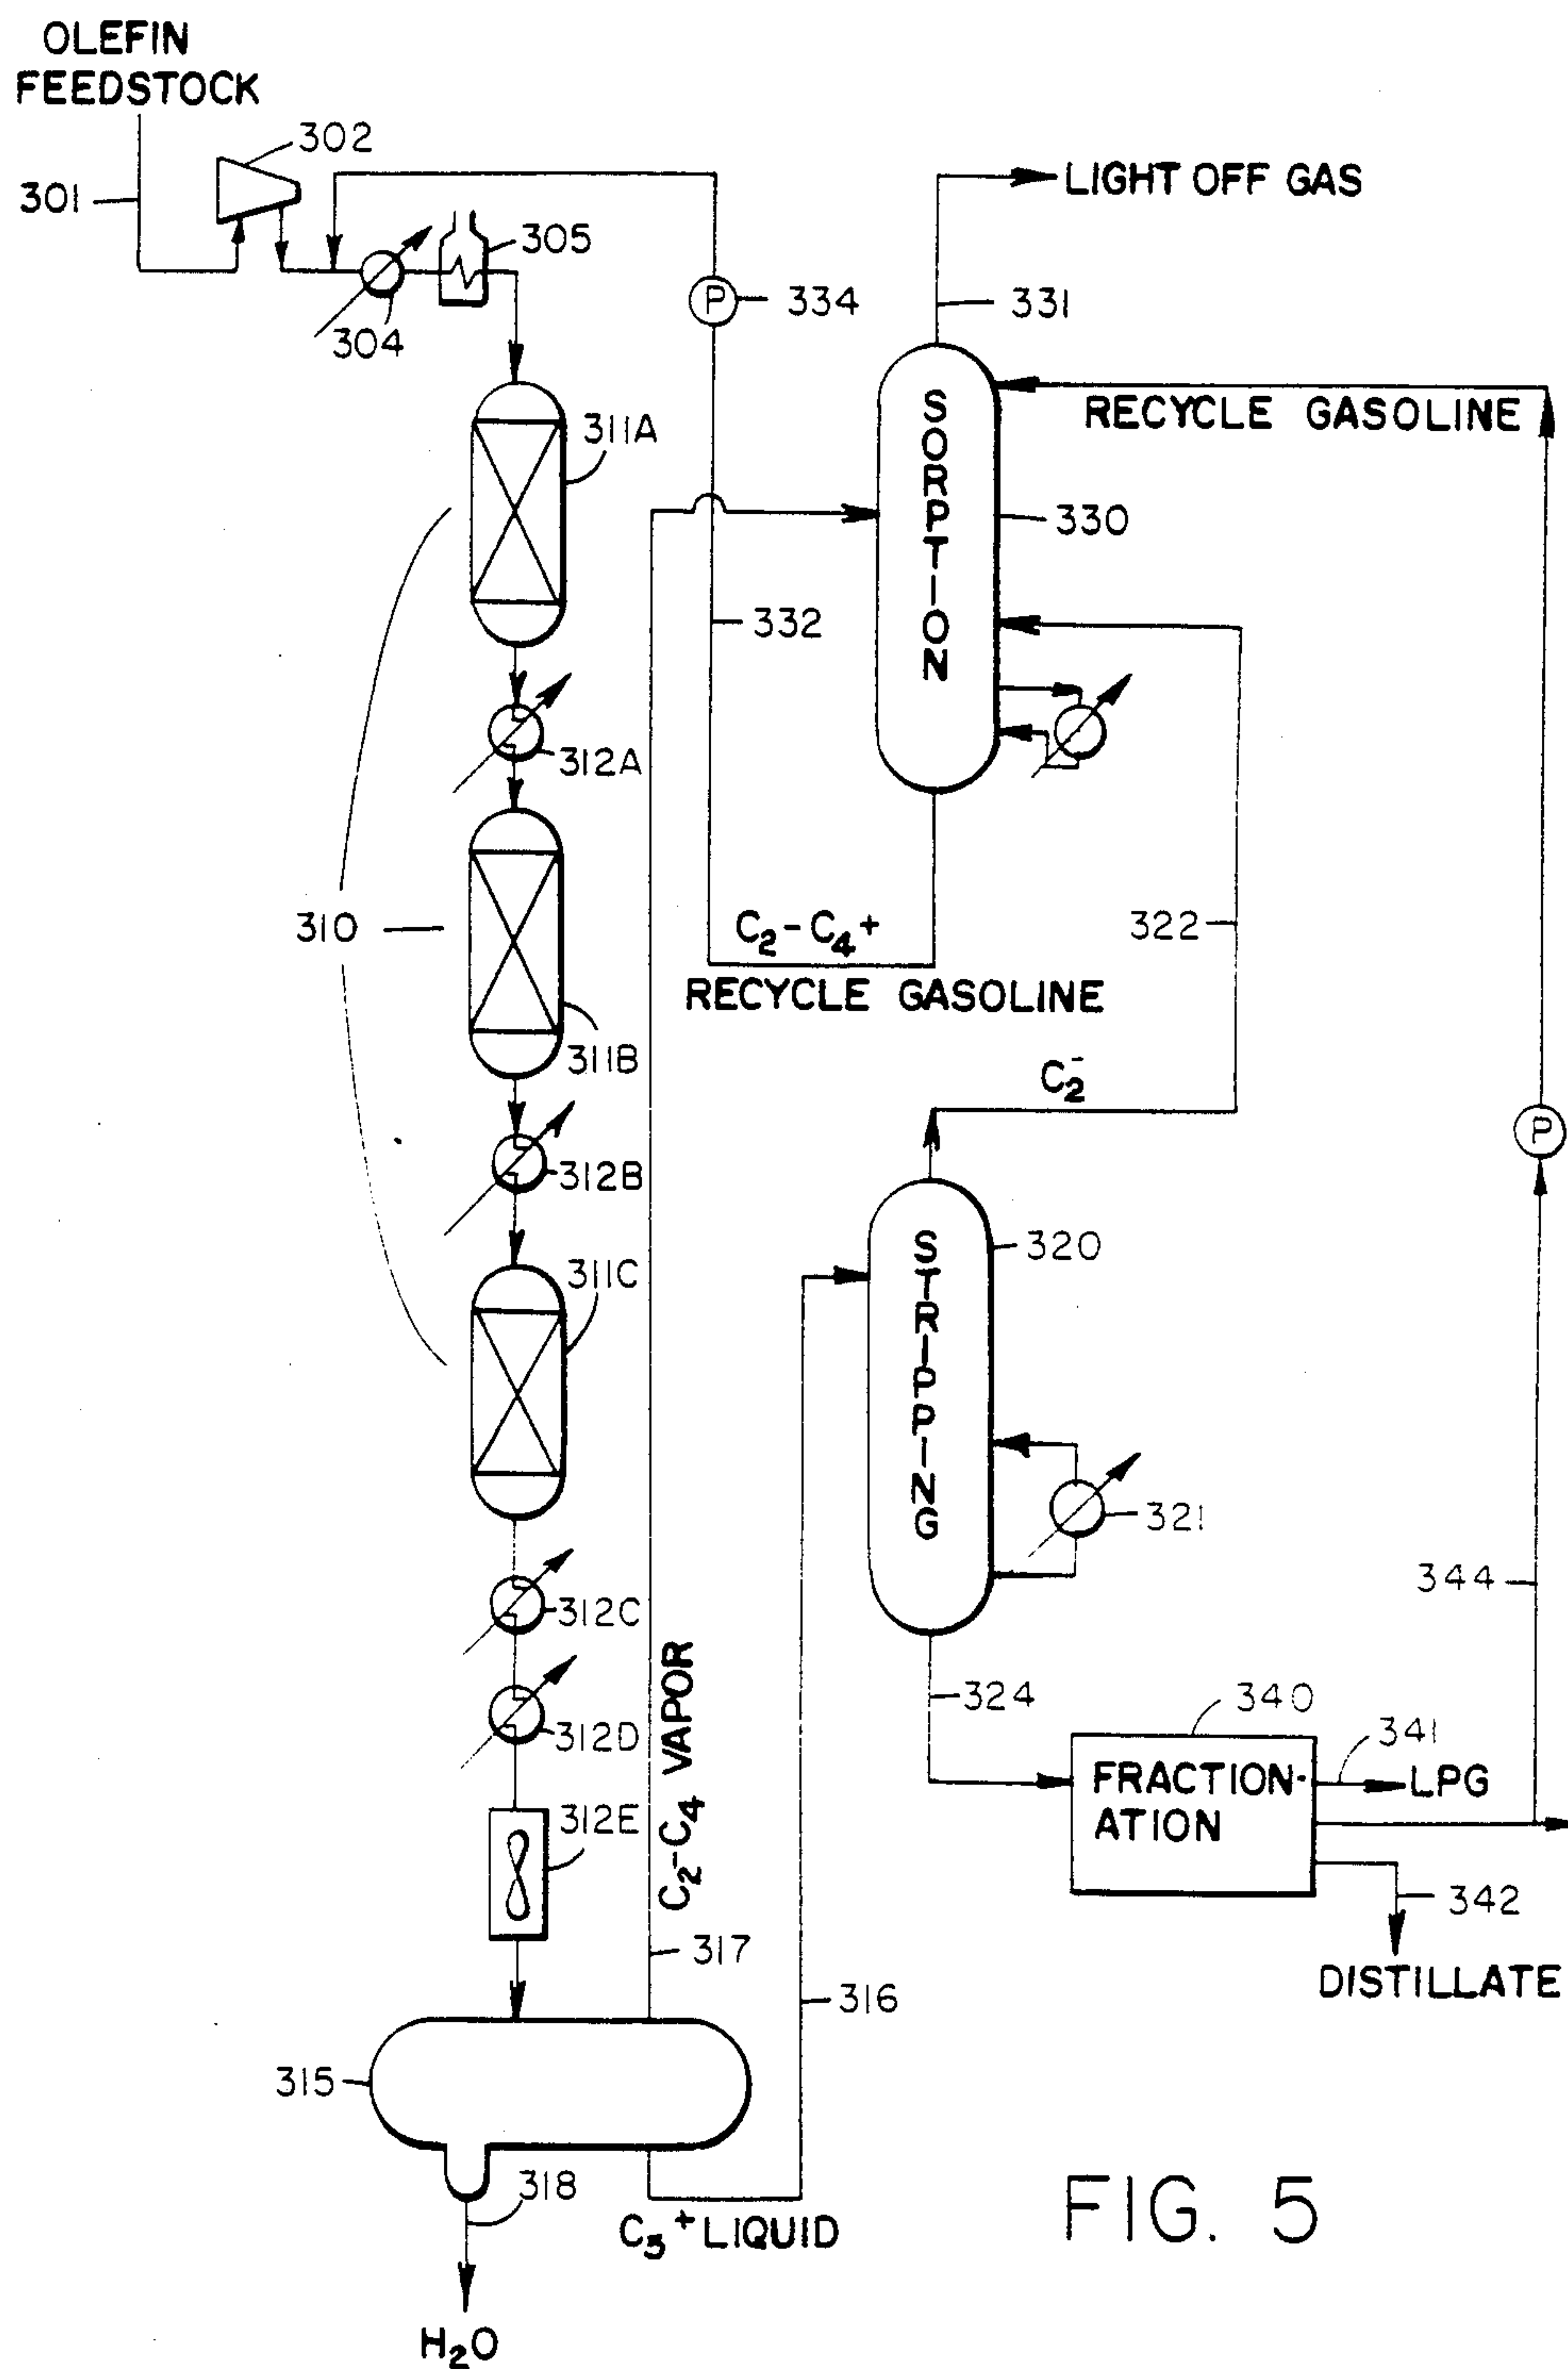 OLEFIN
FEEDSTOCK
302
301
305
304
334
LIGHT OFF GAS
331
RECYCLE GASOLINE
SORPTION
330
332
311A
312A
310
311B
C₂-C₄+
RECYCLE GASOLINE
322
312B
C₂⁻
P
P
311C
STRIPPING
320
321
312C
312D
312E
C₂-C₄ VAPOR
317
316
324
340
FRACTION-
ATION
341
LPG
344
342
DISTILLATE
315
318
C₅⁺ LIQUID
H₂O
FIG. 5